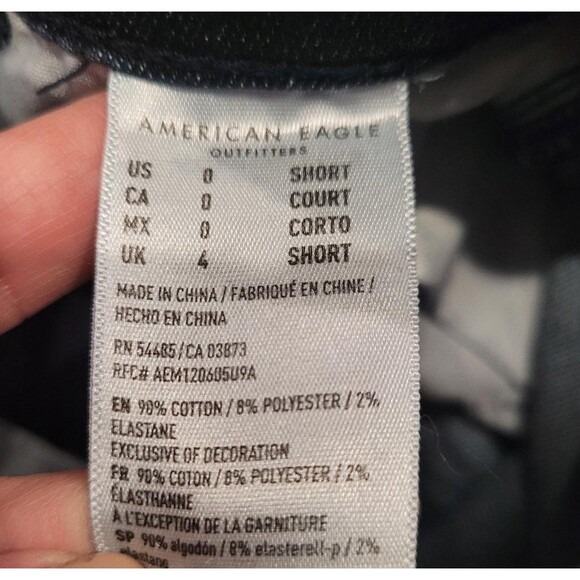 AMERICAN EAGLE
OUTFITTERS
US 0 SHORT
CA 0 COURT
MX 0 CORTO
UK 4 SHORT
MADE IN CHINA / FABRIQUÉ EN CHINE /
HECHO EN CHINA
RN 54485/CA 03873
RFC# AEM120605U9A
EN 90% COTTON / 8% POLYESTER / 2%
ELASTANE
EXCLUSIVE OF DECORATION
FR 90% COTON / 8% POLYESTER / 2%
ÉLASTHANNE
À L'EXCEPTION DE LA GARNITURE
SP 90% algodón / 8% elasterell-p / 2%
elastano